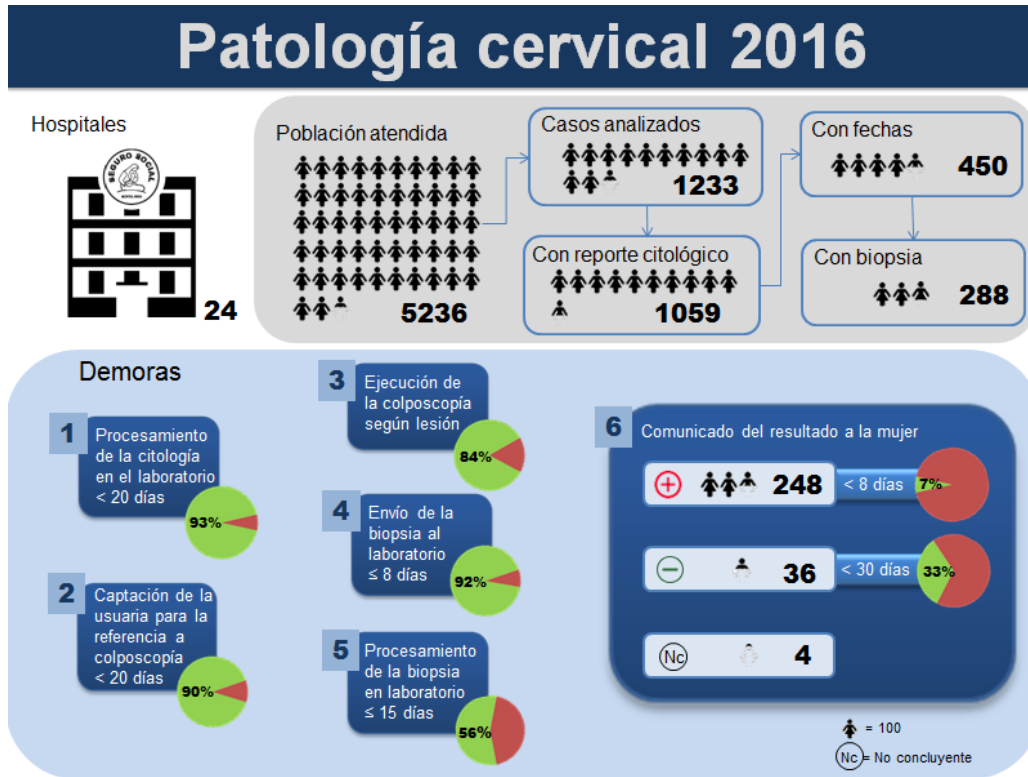 Patología cervical 2016
Hospitales
SEGURO SOCIAL
24
Población atendida
5236
Casos analizados
1233
Con reporte citológico
1059
Con fechas
450
Con biopsia
288
Demoras
1
Procesamiento
de la citología
en el laboratorio
< 20 días
93%
2
Captación de la
usuaria para la
referencia a
colposcopía
< 20 días
90%
3
Ejecución de
la colposcopía
según lesión
84%
4
Envío de la
biopsia al
laboratorio
≤ 8 días
92%
5
Procesamiento
de la biopsia
en laboratorio
≤ 15 días
56%
6
Comunicado del resultado a la mujer
+
248
< 8 días
7%
−
36
< 30 días
33%
Nc
4
= 100
Nc = No concluyente